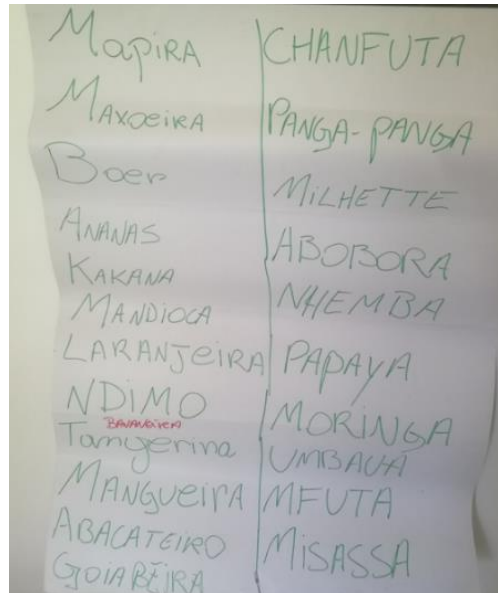 MapiRA
MAXOeiRA
Boer
ANANAS
KAKANA
MANDiOCA
LARANJeiRA
NDiMO
BANANeirA
Tangerina
MANGUeiRA
ABACATEiRO
GOiABEiRA
CHANFUTA
PANGA-PANGA
MiLHETTE
ABOBORA
NHEMBA
PAPAYA
MORiNGA
UMBAUÁ
MFUTA
MiSASSA